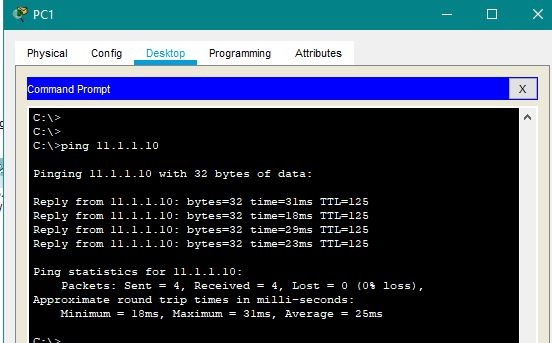 PC1
Physical Config Desktop Programming Attributes
Command Prompt
X
C:\>
C:\>
C:\>ping 11.1.1.10
Pinging 11.1.1.10 with 32 bytes of data:
Reply from 11.1.1.10: bytes=32 time=31ms TTL=125
Reply from 11.1.1.10: bytes=32 time=18ms TTL=125
Reply from 11.1.1.10: bytes=32 time=29ms TTL=125
Reply from 11.1.1.10: bytes=32 time=23ms TTL=125
Ping statistics for 11.1.1.10:
Packets: Sent = 4, Received = 4, Lost = 0 (0% loss),
Approximate round trip times in milli-seconds:
Minimum = 18ms, Maximum = 31ms, Average = 25ms
C:\>